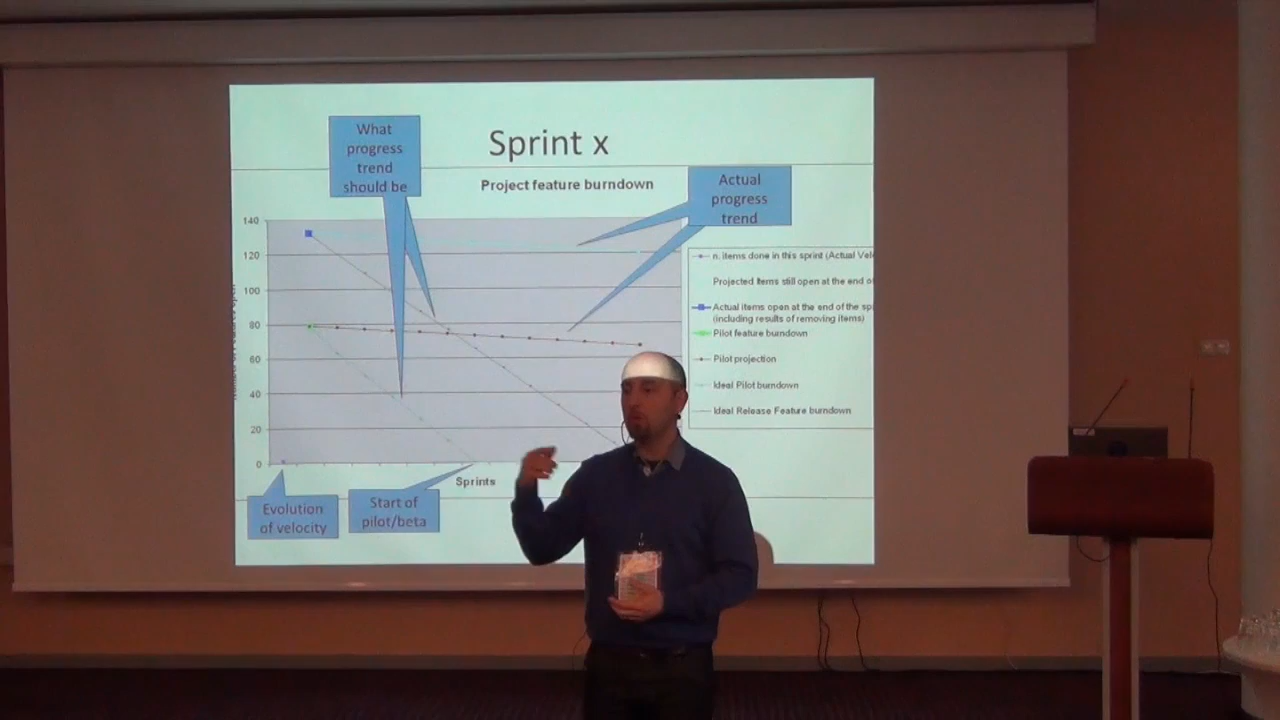 Sprint x
What
progress
trend
should be
Project feature burndown
Actual
progress
trend
140
120
100
80
60
40
20
0
n. items done in this sprint (Actual
Projected items still open at the end
Actual items open at the end of the
(including results of removing items)
Pilot feature burndown
Pilot projection
Ideal Pilot burndown
Ideal Release Feature burndown
Sprints
Evolution
of velocity
Start of
pilot/beta